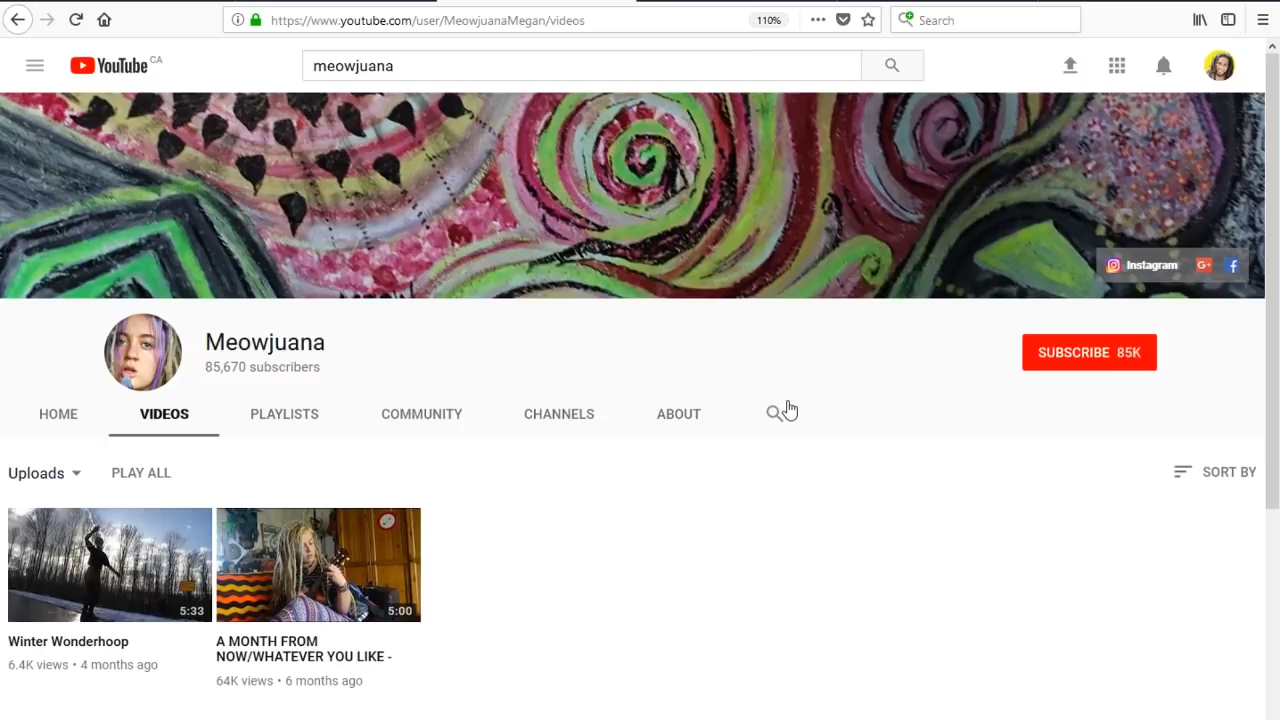 https://www.youtube.com/user/MeowjuanaMegan/videos
110%
Search
YouTube CA
meowjuana
Instagram
Meowjuana
85,670 subscribers
SUBSCRIBE 85K
HOME VIDEOS PLAYLISTS COMMUNITY CHANNELS ABOUT
Uploads PLAY ALL SORT BY
5:33 5:00
Winter Wonderhoop
6.4K views • 4 months ago
A MONTH FROM
NOW/WHATEVER YOU LIKE -
64K views • 6 months ago